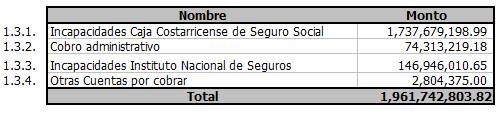 Nombre Monto
1.3.1. Incapacidades Caja Costarricense de Seguro Social 1,737,679,198.99
1.3.2. Cobro administrativo 74,313,219.18
1.3.3. Incapacidades Instituto Nacional de Seguros 146,946,010.65
1.3.4. Otras Cuentas por cobrar 2,804,375.00
Total 1,961,742,803.82